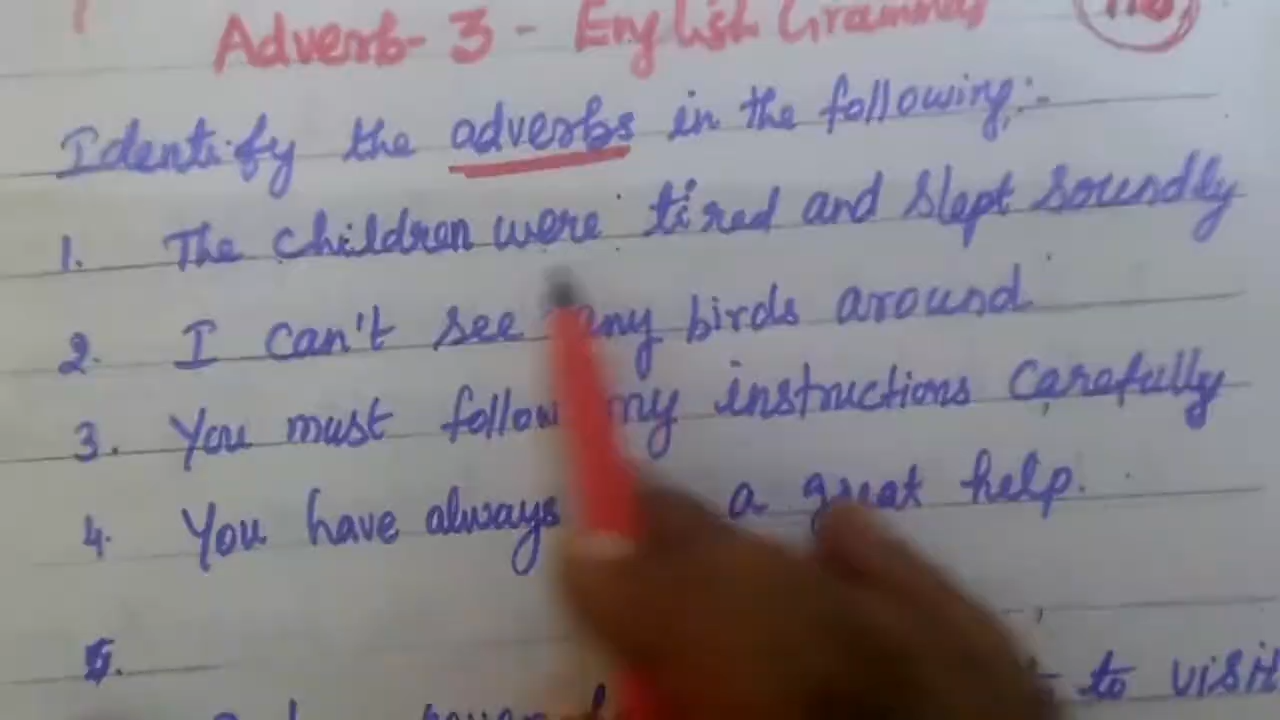 Adverb-3 - English Grammar
Identify the adverbs in the following:-
1. The children were tired and slept soundly
2. I can't see any birds around
3. You must follow my instructions carefully
4. You have always a great help.
5.
to visit